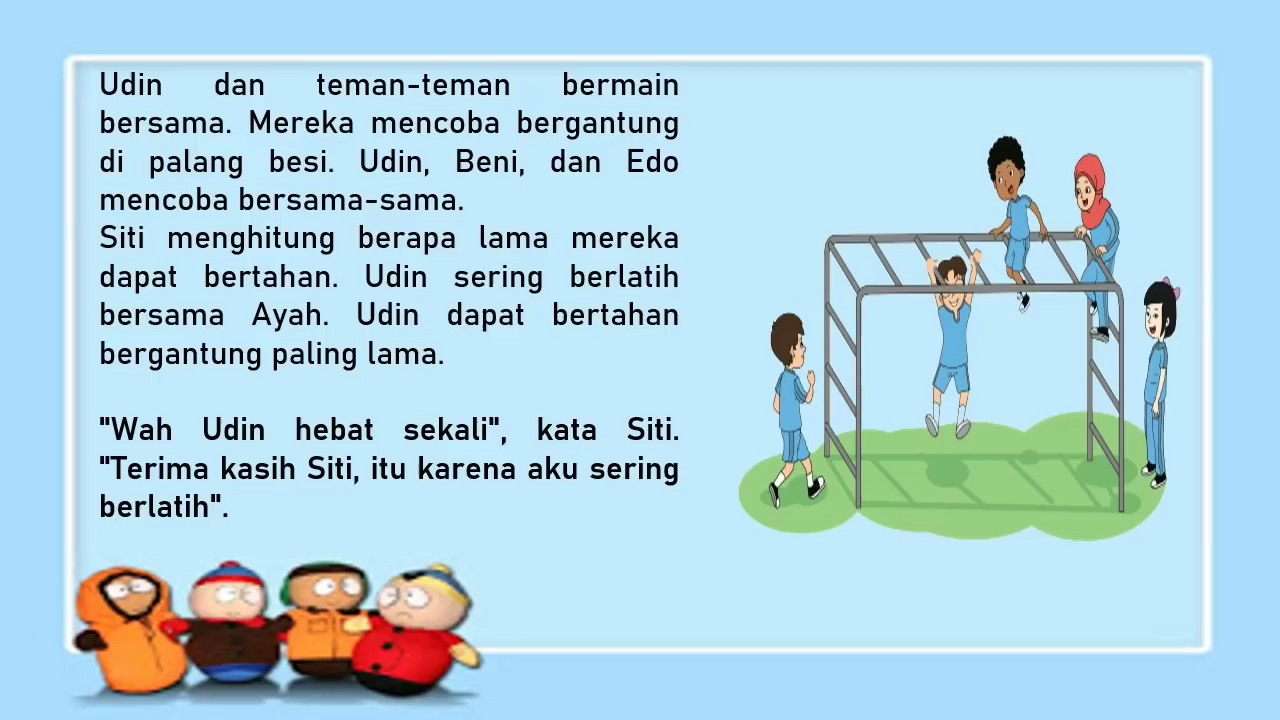 Udin dan teman-teman bermain
bersama. Mereka mencoba bergantung
di palang besi. Udin, Beni, dan Edo
mencoba bersama-sama.
Siti menghitung berapa lama mereka
dapat bertahan. Udin sering berlatih
bersama Ayah. Udin dapat bertahan
bergantung paling lama.
"Wah Udin hebat sekali", kata Siti.
"Terima kasih Siti, itu karena aku sering
berlatih".